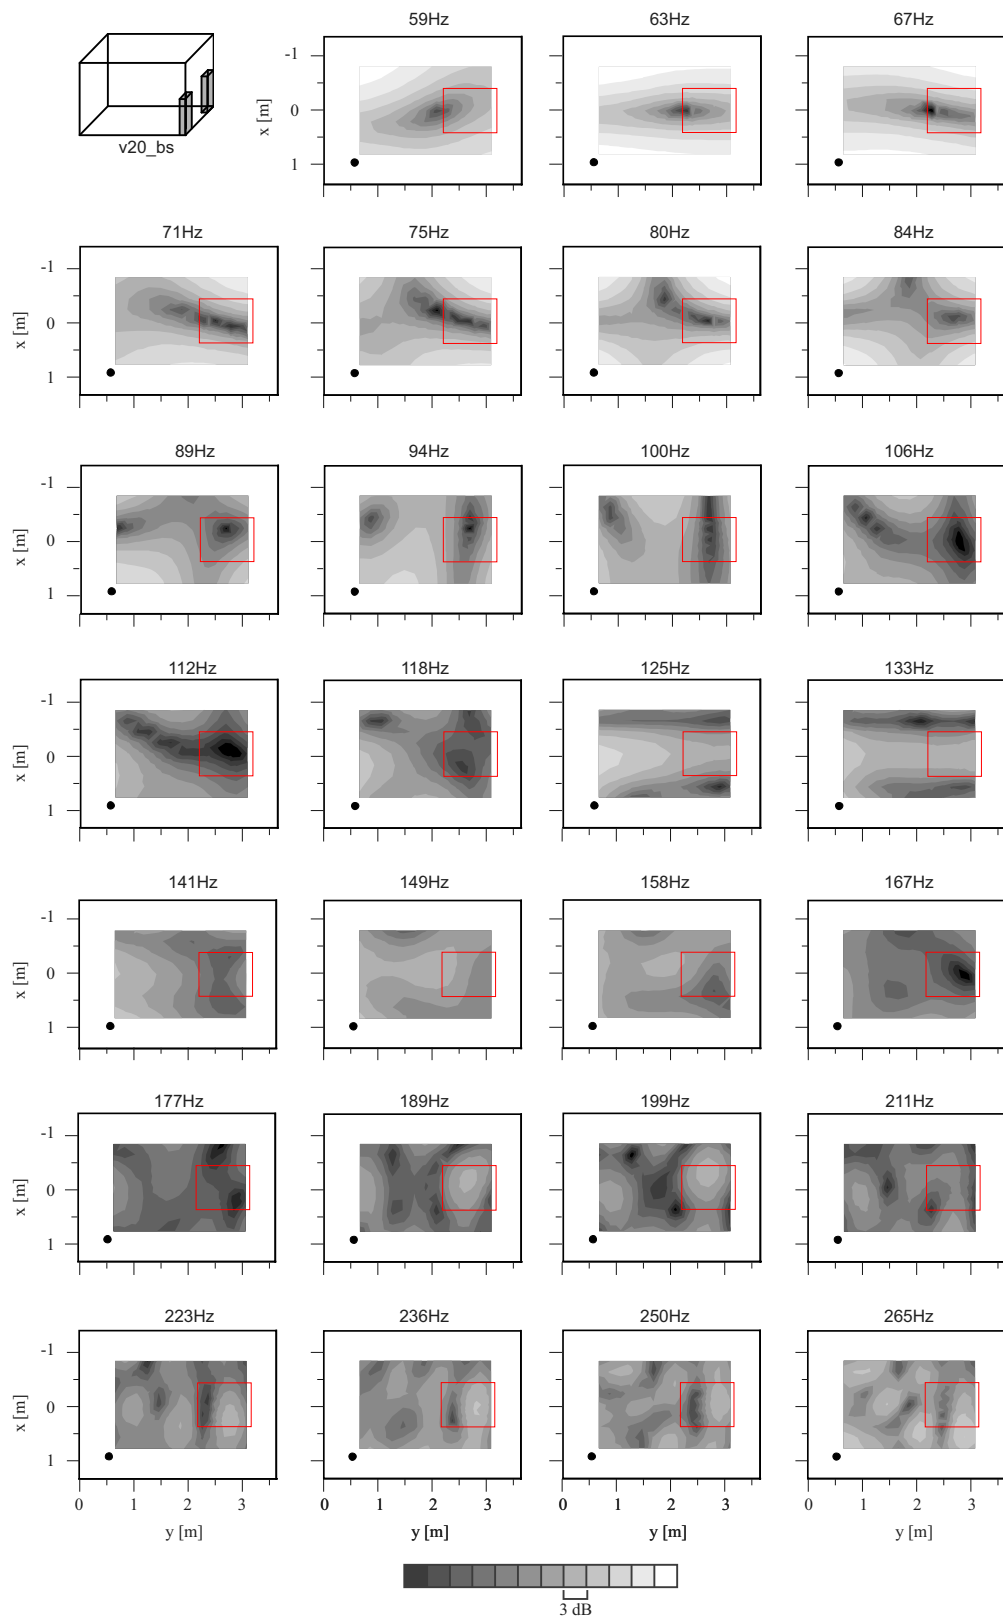 59Hz 63Hz 67Hz
-1
x [m] 0
1
v20_bs
71Hz 75Hz 80Hz 84Hz
-1
x [m] 0
1
89Hz 94Hz 100Hz 106Hz
-1
x [m] 0
1
112Hz 118Hz 125Hz 133Hz
-1
x [m] 0
1
141Hz 149Hz 158Hz 167Hz
-1
x [m] 0
1
177Hz 189Hz 199Hz 211Hz
-1
x [m] 0
1
223Hz 236Hz 250Hz 265Hz
-1
x [m] 0
1
0 1 2 3 0 1 2 3 0 1 2 3 0 1 2 3
y [m] y [m] y [m] y [m]
3 dB